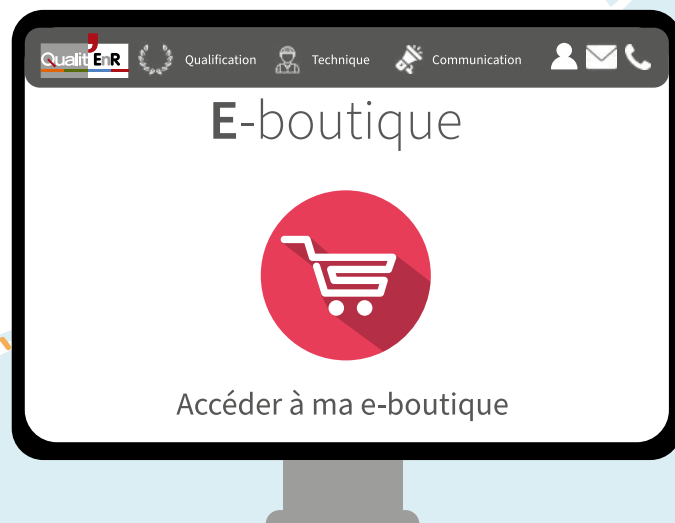 Qualit'EnR
Qualification
Technique
Communication
E-boutique
Accéder à ma e-boutique